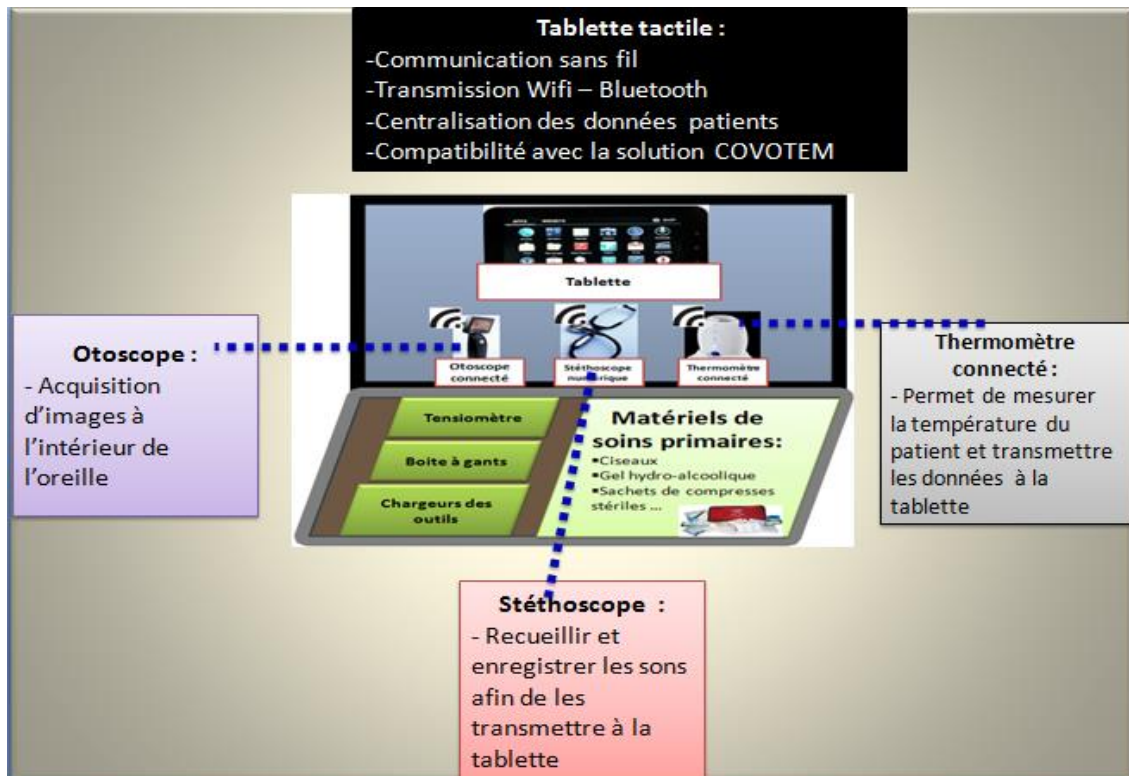 Tablette tactile :
-Communication sans fil
-Transmission Wifi – Bluetooth
-Centralisation des données patients
-Compatibilité avec la solution COVOTEM
Tablette
Otoscope
connecté
Stéthoscope
numérique
Thermomètre
connecté
Otoscope :
- Acquisition
d’images à
l’intérieur de
l’oreille
Thermomètre
connecté :
- Permet de mesurer
la température du
patient et transmettre
les données à la
tablette
Tensiomètre
Boite à gants
Chargeurs des
outils
Matériels de
soins primaires:
▪Ciseaux
▪Gel hydro-alcoolique
▪Sachets de compresses
stériles ...
Stéthoscope :
- Recueillir et
enregistrer les sons
afin de les
transmettre à la
tablette